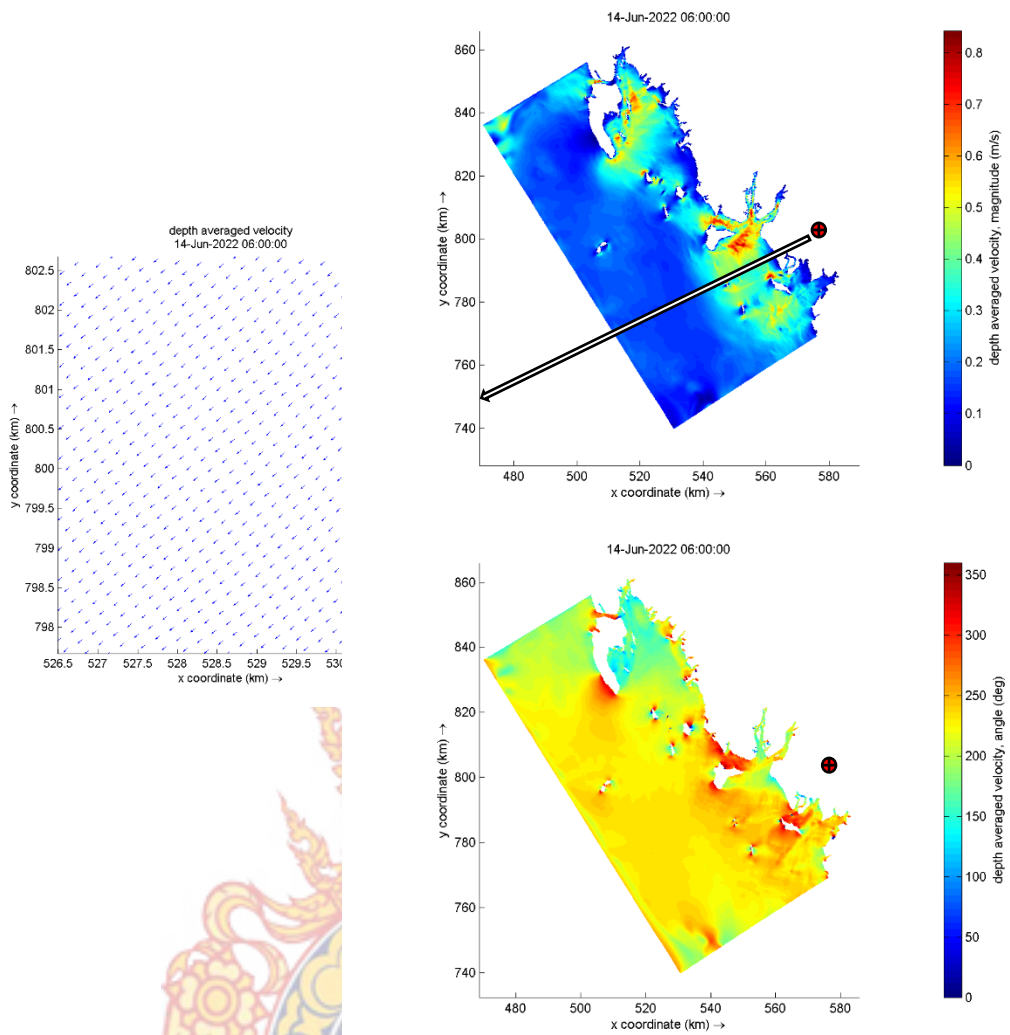 depth averaged velocity
14-Jun-2022 06:00:00
802.5
802
801.5
801
800.5
800
799.5
799
798.5
798
y coordinate (km) →
526.5 527 527.5 528 528.5 529 529.5 530
x coordinate (km) →
14-Jun-2022 06:00:00
860
840
820
800
780
760
740
y coordinate (km) →
480 500 520 540 560 580
x coordinate (km) →
0.8
0.7
0.6
0.5
0.4
0.3
0.2
0.1
0
depth averaged velocity, magnitude (m/s)
14-Jun-2022 06:00:00
860
840
820
800
780
760
740
y coordinate (km) →
480 500 520 540 560 580
x coordinate (km) →
350
300
250
200
150
100
50
0
depth averaged velocity, angle (deg)